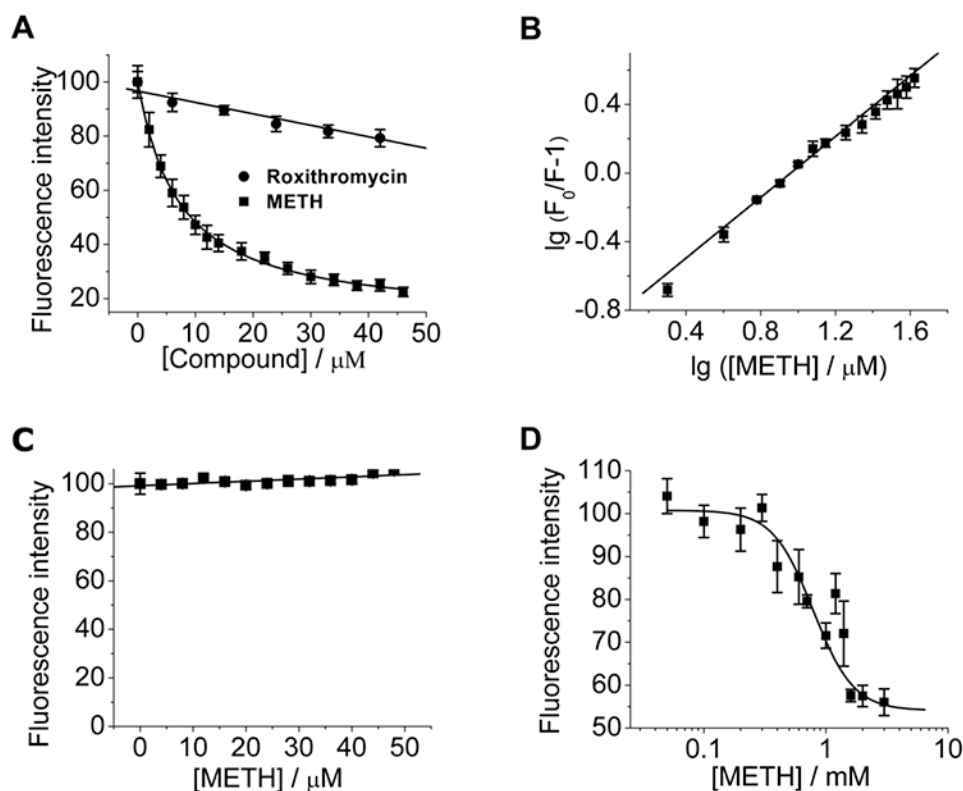 A
Fluorescence intensity
100
80
60
40
20
Roxithromycin
METH
0 10 20 30 40 50
[Compound] / μM
B
lg (F₀/F-1)
0.4
0.0
-0.4
-0.8
0.4 0.8 1.2 1.6
lg ([METH] / μM)
C
Fluorescence intensity
100
80
60
40
20
0
0 10 20 30 40 50
[METH] / μM
D
Fluorescence intensity
110
100
90
80
70
60
50
0.1 1 10
[METH] / mM